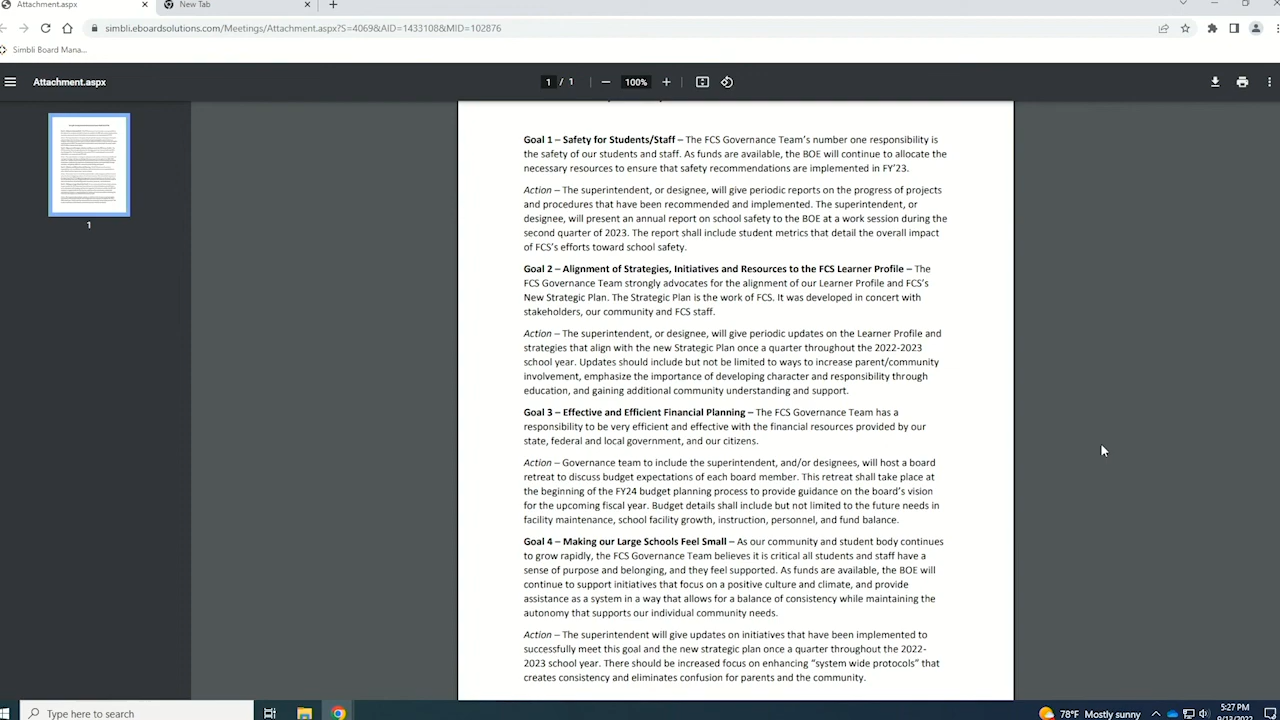 Attachment.aspx
New Tab
simbli.eboardsolutions.com/Meetings/Attachment.aspx?S=4069&AID=1433108&MID=102876
Simbli Board Mana...
Attachment.aspx
1 / 1
100%
Goal 1 – Safety for Students/Staff – The FCS Governance Team's number one responsibility is
the safety of our students and staff. As funds are available, the BOE will continue to allocate the
necessary resources to ensure that safety recommendations are implemented in FY'23.
Action – The superintendent, or designee, will give periodic reports on the progress of projects
and procedures that have been recommended and implemented. The superintendent, or
designee, will present an annual report on school safety to the BOE at a work session during the
second quarter of 2023. The report shall include student metrics that detail the overall impact
of FCS's efforts toward school safety.
Goal 2 – Alignment of Strategies, Initiatives and Resources to the FCS Learner Profile – The
FCS Governance Team strongly advocates for the alignment of our Learner Profile and FCS's
New Strategic Plan. The Strategic Plan is the work of FCS. It was developed in concert with
stakeholders, our community and FCS staff.
Action – The superintendent, or designee, will give periodic updates on the Learner Profile and
strategies that align with the new Strategic Plan once a quarter throughout the 2022-2023
school year. Updates should include but not be limited to ways to increase parent/community
involvement, emphasize the importance of developing character and responsibility through
education, and gaining additional community understanding and support.
Goal 3 – Effective and Efficient Financial Planning – The FCS Governance Team has a
responsibility to be very efficient and effective with the financial resources provided by our
state, federal and local government, and our citizens.
Action – Governance team to include the superintendent, and/or designees, will host a board
retreat to discuss budget expectations of each board member. This retreat shall take place at
the beginning of the FY24 budget planning process to provide guidance on the board's vision
for the upcoming fiscal year. Budget details shall include but not limited to the future needs in
facility maintenance, school facility growth, instruction, personnel, and fund balance.
Goal 4 – Making our Large Schools Feel Small – As our community and student body continues
to grow rapidly, the FCS Governance Team believes it is critical all students and staff have a
sense of purpose and belonging, and they feel supported. As funds are available, the BOE will
continue to support initiatives that focus on a positive culture and climate, and provide
assistance as a system in a way that allows for a balance of consistency while maintaining the
autonomy that supports our individual community needs.
Action – The superintendent will give updates on initiatives that have been implemented to
successfully meet this goal and the new strategic plan once a quarter throughout the 2022-
2023 school year. There should be increased focus on enhancing "system wide protocols" that
creates consistency and eliminates confusion for parents and the community.
1
Type here to search
78°F Mostly sunny
5:27 PM